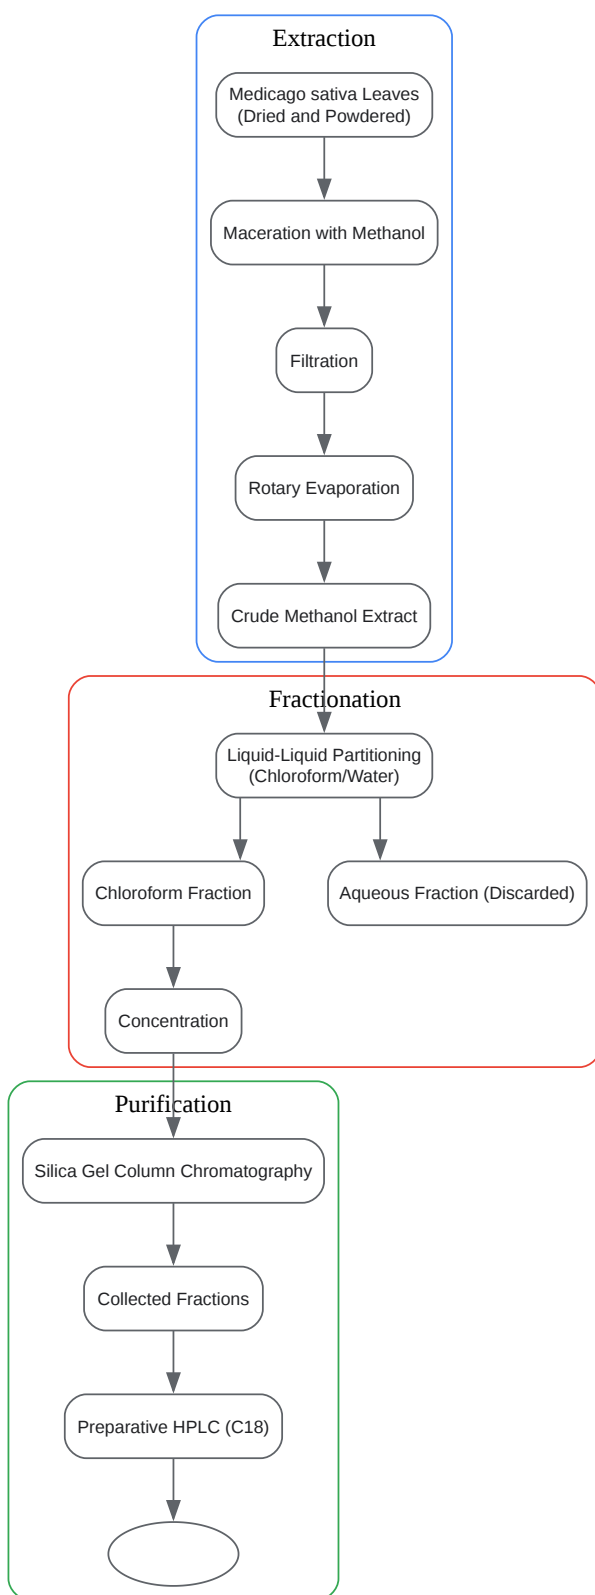 Extraction
Medicago sativa Leaves
(Dried and Powdered)
Maceration with Methanol
Filtration
Rotary Evaporation
Crude Methanol Extract
Fractionation
Liquid-Liquid Partitioning
(Chloroform/Water)
Chloroform Fraction
Aqueous Fraction (Discarded)
Concentration
Purification
Silica Gel Column Chromatography
Collected Fractions
Preparative HPLC (C18)